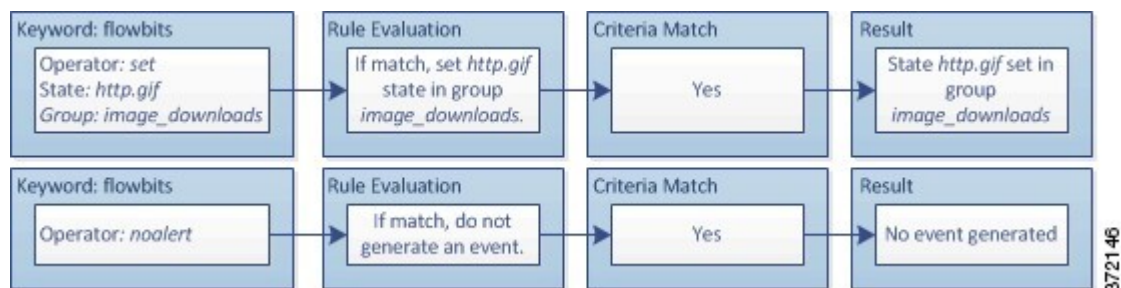 Keyword: flowbits
Operator: set
State: http.gif
Group: image_downloads
Rule Evaluation
If match, set http.gif
state in group
image_downloads.
Criteria Match
Yes
Result
State http.gif set in
group
image_downloads
Keyword: flowbits
Operator: noalert
Rule Evaluation
If match, do not
generate an event.
Criteria Match
Yes
Result
No event generated
372146